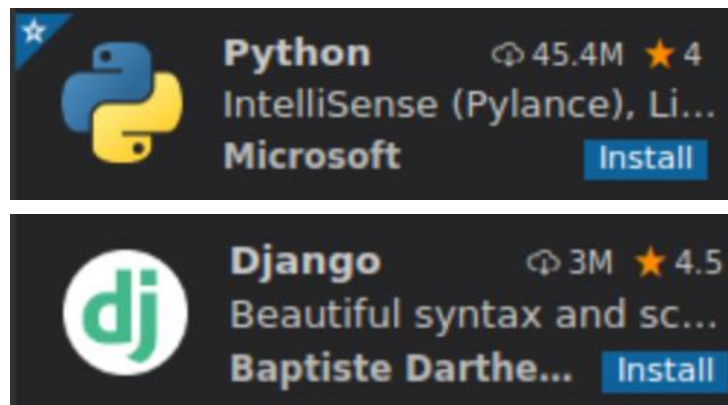 Python 45.4M ★ 4
IntelliSense (Pylance), Li...
Microsoft Install
dj
Django 3M ★ 4.5
Beautiful syntax and sc...
Baptiste Darthe... Install